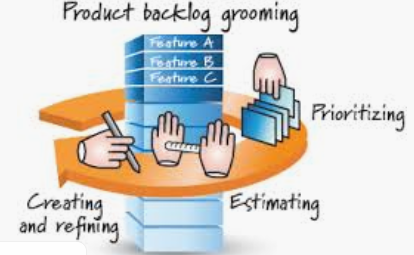 Product backlog grooming
Feature A
Feature B
Feature C
Prioritizing
Creating
and refining
Estimating